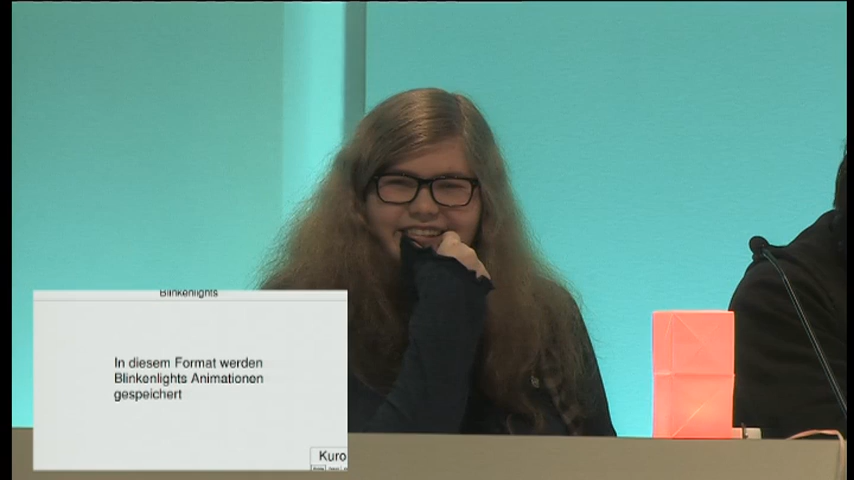 Blinkenlights
In diesem Format werden
Blinkenlights Animationen
gespeichert
Kuro